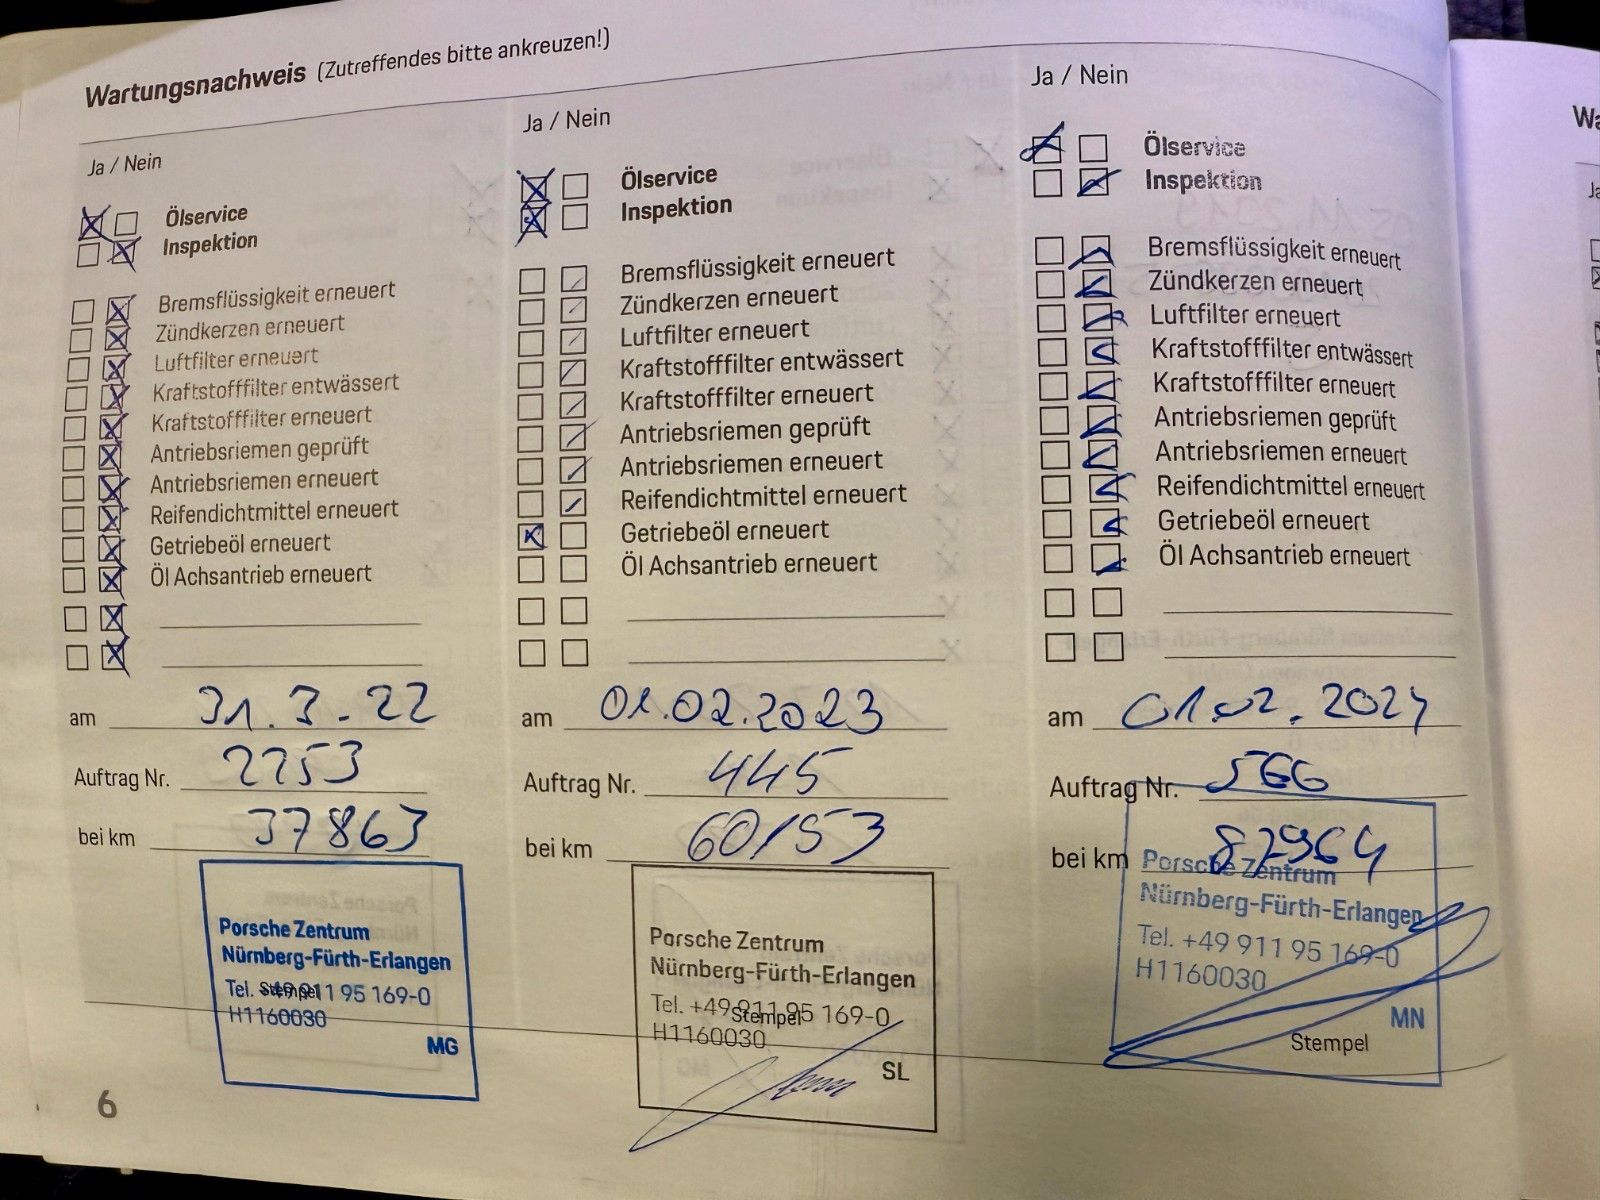 Wartungsnachweis (Zutreffendes bitte ankreuzen!)
Ja / Nein
Ölservice
Inspektion
Bremsflüssigkeit erneuert
Zündkerzen erneuert
Luftfilter erneuert
Kraftstofffilter entwässert
Kraftstofffilter erneuert
Antriebsriemen geprüft
Antriebsriemen erneuert
Reifendichtmittel erneuert
Getriebeöl erneuert
Öl Achsantrieb erneuert
am 31.3.22
Auftrag Nr. 2753
bei km 37863
Porsche Zentrum
Nürnberg-Fürth-Erlangen
Tel. +49 911 95 169-0
Stempel
H1160030
MG
6
Ja / Nein
Ölservice
Inspektion
Bremsflüssigkeit erneuert
Zündkerzen erneuert
Luftfilter erneuert
Kraftstofffilter entwässert
Kraftstofffilter erneuert
Antriebsriemen geprüft
Antriebsriemen erneuert
Reifendichtmittel erneuert
Getriebeöl erneuert
Öl Achsantrieb erneuert
am 01.02.2023
Auftrag Nr. 445
bei km 60153
Porsche Zentrum
Nürnberg-Fürth-Erlangen
Tel. +49 911 95 169-0
Stempel
H1160030
SL
Ja / Nein
Ölservice
Inspektion
Bremsflüssigkeit erneuert
Zündkerzen erneuert
Luftfilter erneuert
Kraftstofffilter entwässert
Kraftstofffilter erneuert
Antriebsriemen geprüft
Antriebsriemen erneuert
Reifendichtmittel erneuert
Getriebeöl erneuert
Öl Achsantrieb erneuert
am 01.02.2024
Auftrag Nr. 566
bei km 87964
Porsche Zentrum
Nürnberg-Fürth-Erlangen
Tel. +49 911 95 169-0
H1160030
MN
Stempel